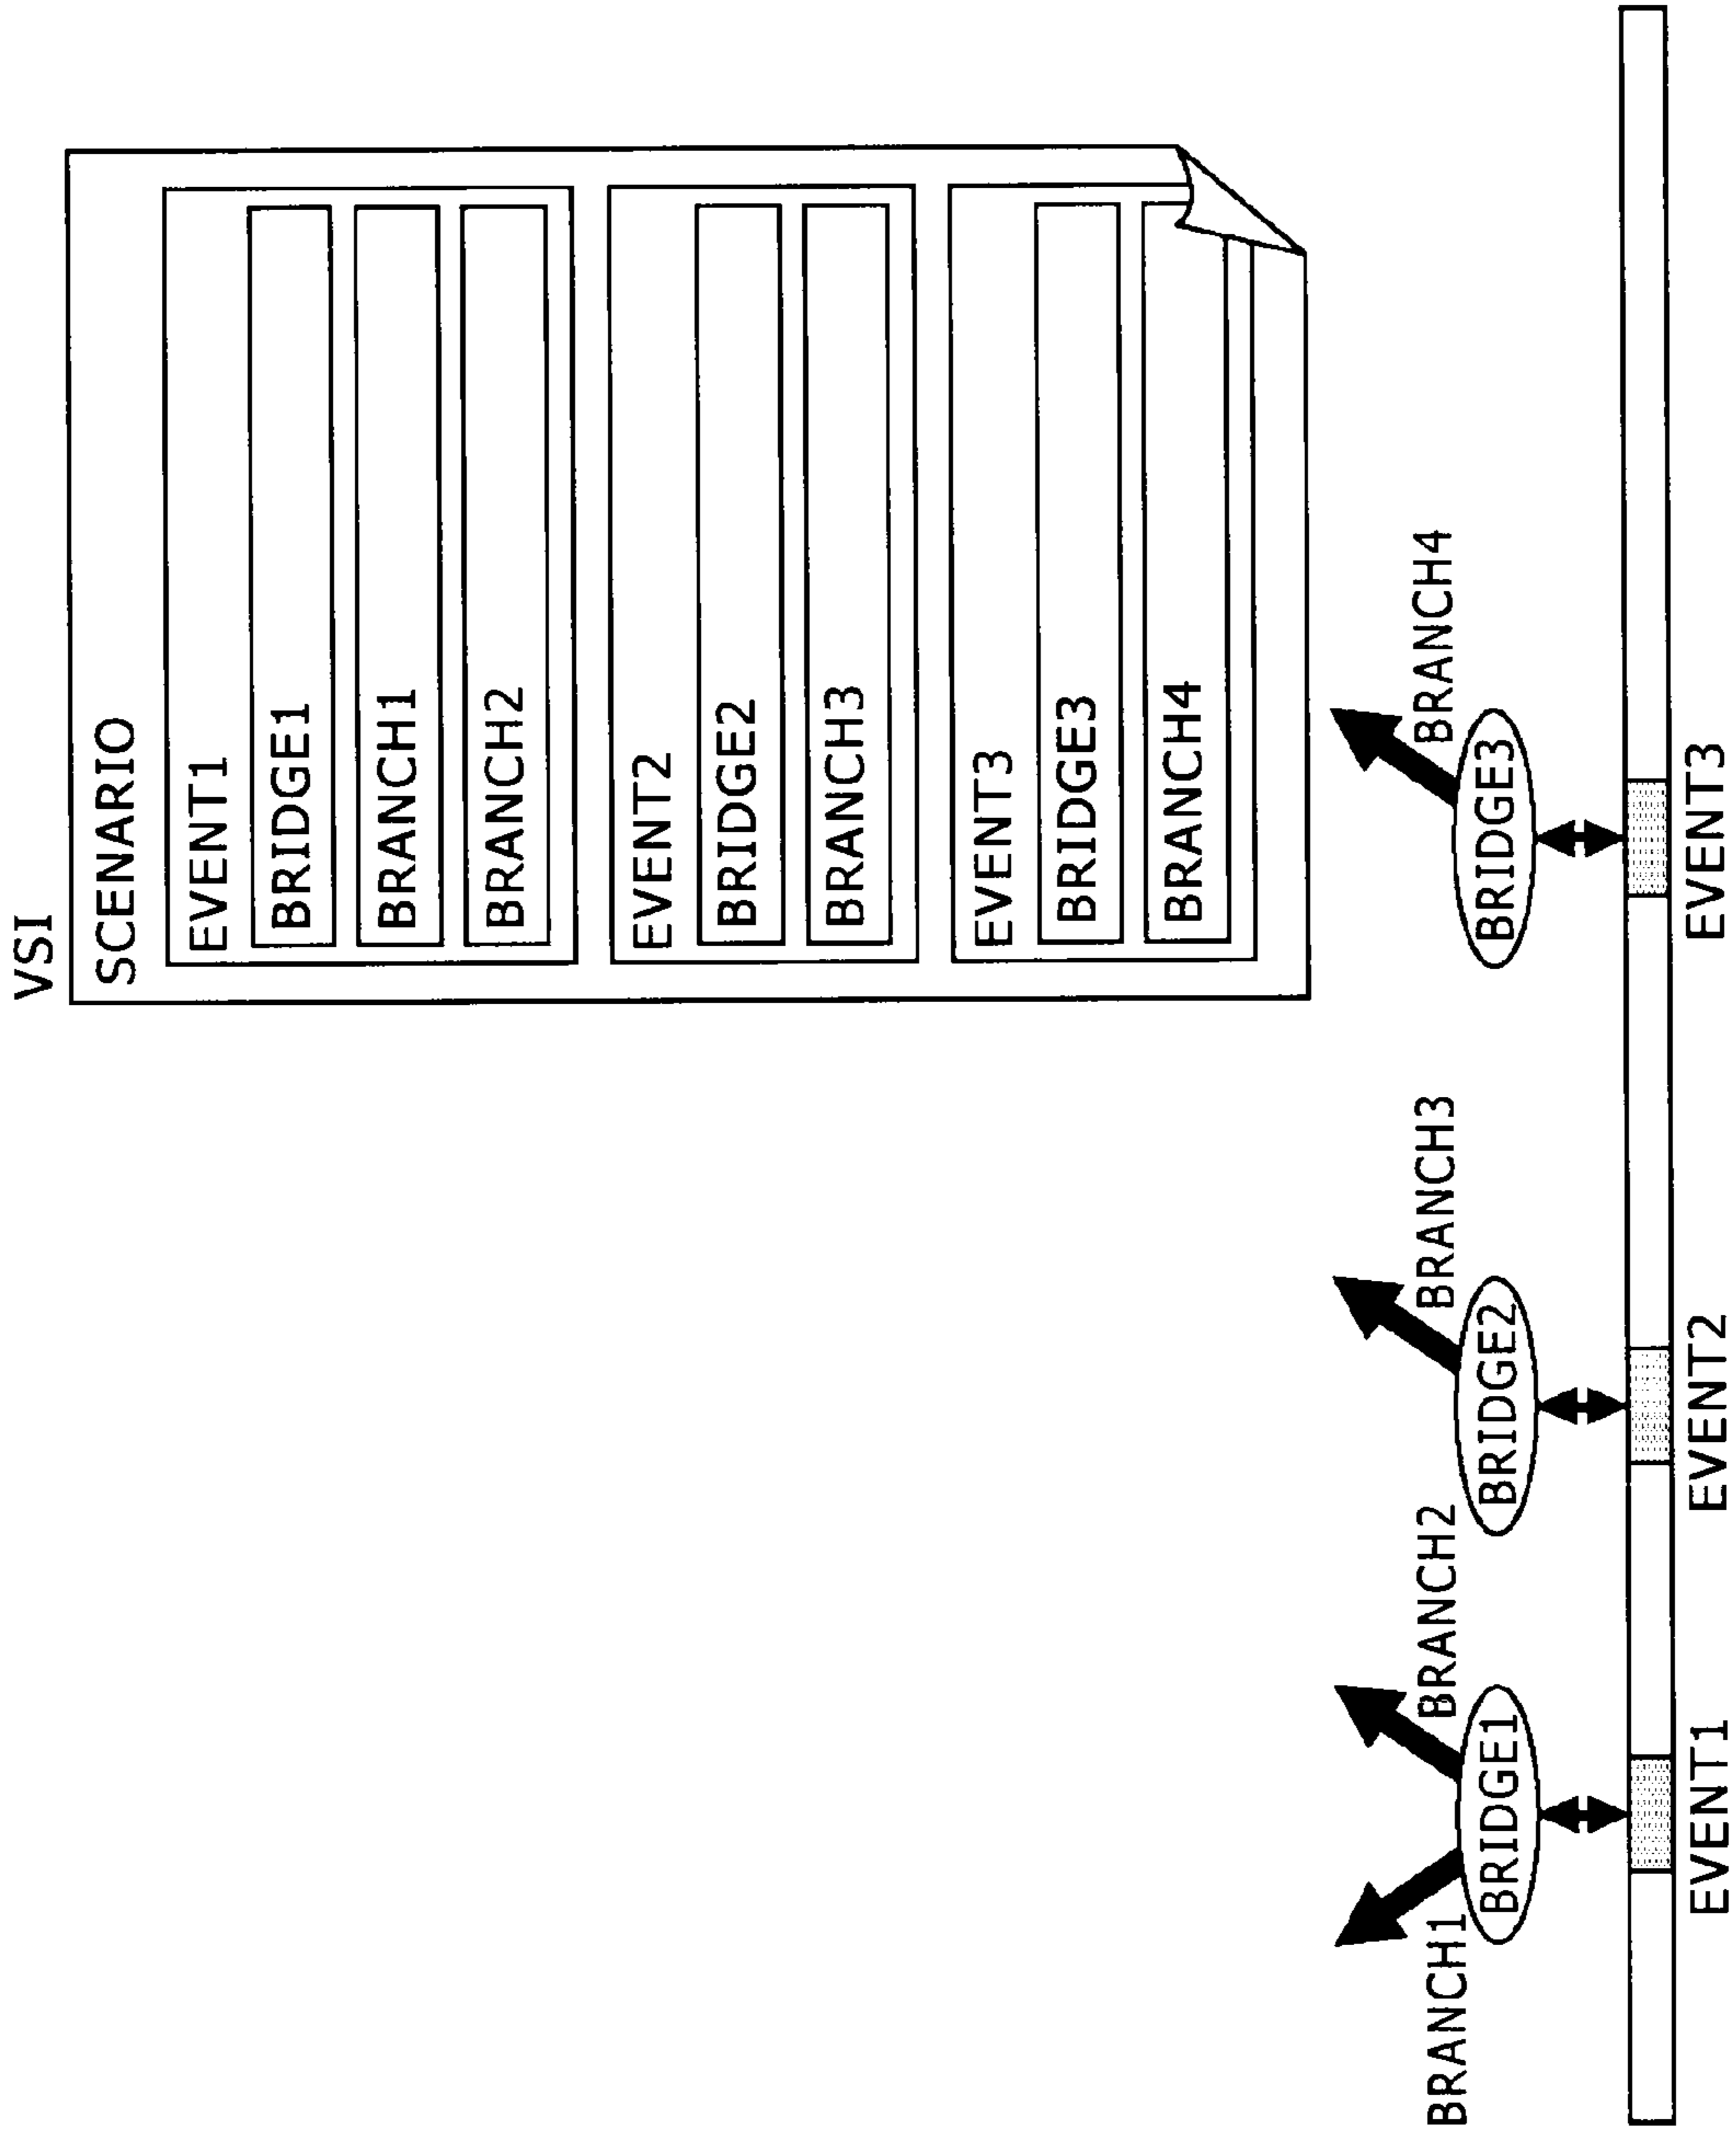 VSI
SCENARIO
EVENT1
BRIDGE1
BRANCH1
BRANCH2
EVENT2
BRIDGE2
BRANCH3
EVENT3
BRIDGE3
BRANCH4
BRANCH1
BRANCH2
BRANCH3
BRANCH4
BRIDGE1
BRIDGE2
BRIDGE3
EVENT1
EVENT2
EVENT3